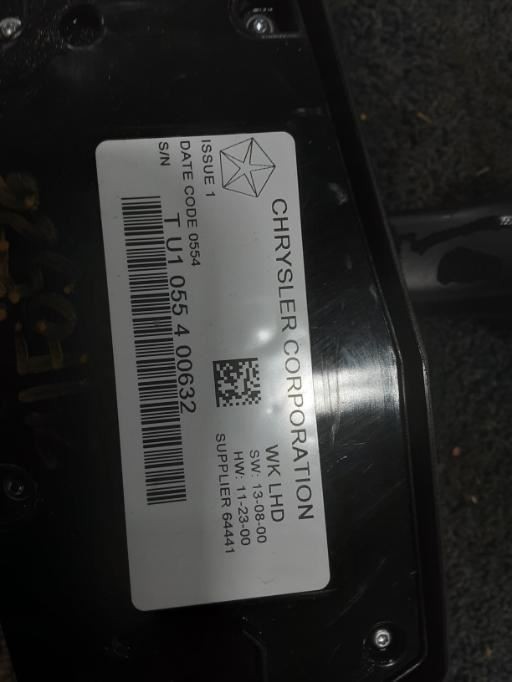 CHRYSLER CORPORATION
WK LHD
SW: 13-08-00
HW: 11-23-00
SUPPLIER 64441
ISSUE 1
DATE CODE 0554
S/N
T U1 055 4 00632